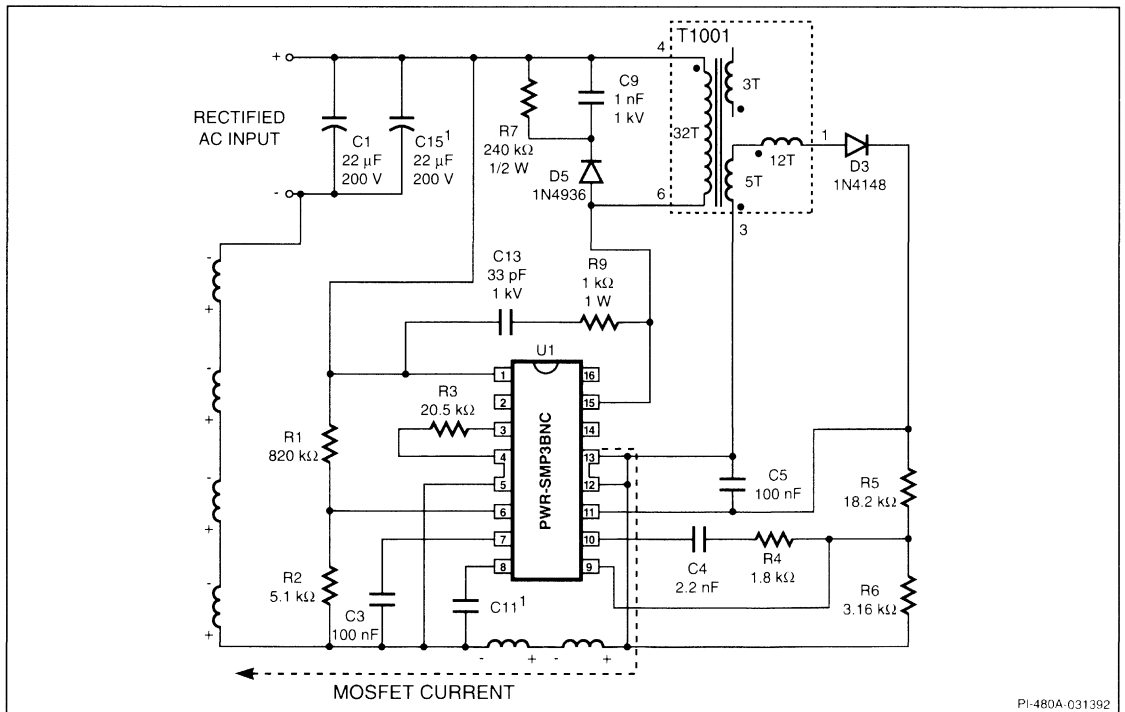 T1001
+
4
C9
1 nF
1 kV
3T
RECTIFIED
AC INPUT
C1
22 µF
200 V
C15¹
22 µF
200 V
R7
240 kΩ
1/2 W
32T
1
12T
D3
1N4148
-
D5
1N4936
6
5T
3
C13
33 pF
1 kV
R9
1 kΩ
1 W
-
+
U1
-
+
R3
20.5 kΩ
1
2
3
4
5
6
7
8
PWR-SMP3BNC
16
15
14
13
12
11
10
9
R1
820 kΩ
C5
100 nF
R5
18.2 kΩ
-
+
C4
2.2 nF
R4
1.8 kΩ
R2
5.1 kΩ
C3
100 nF
C11¹
R6
3.16 kΩ
-
+
-
+
-
+
MOSFET CURRENT
PI-480A-031392